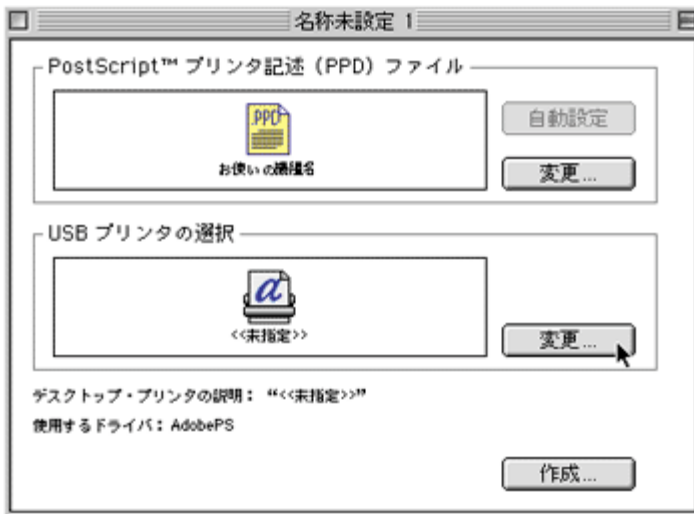 名称未設定 1
PostScript™ プリンタ記述（PPD）ファイル
.PPD
自動設定
お使いの機種名
変更...
USB プリンタの選択
<<未指定>>
変更...
デスクトップ・プリンタの説明： “<<未指定>>”
使用するドライバ：AdobePS
作成...